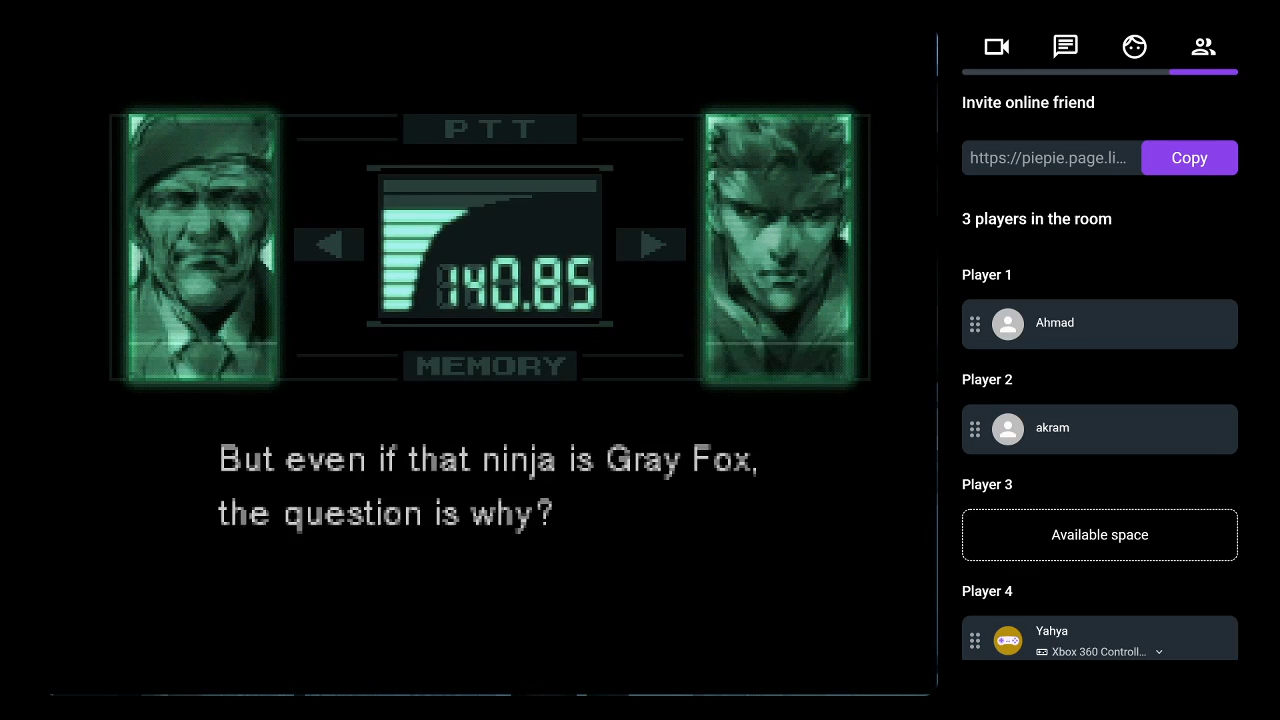 PTT
140.85
MEMORY
But even if that ninja is Gray Fox,
the question is why?
Invite online friend
https://piepie.page.li...
Copy
3 players in the room
Player 1
Ahmad
Player 2
akram
Player 3
Available space
Player 4
Yahya
Xbox 360 Controll...